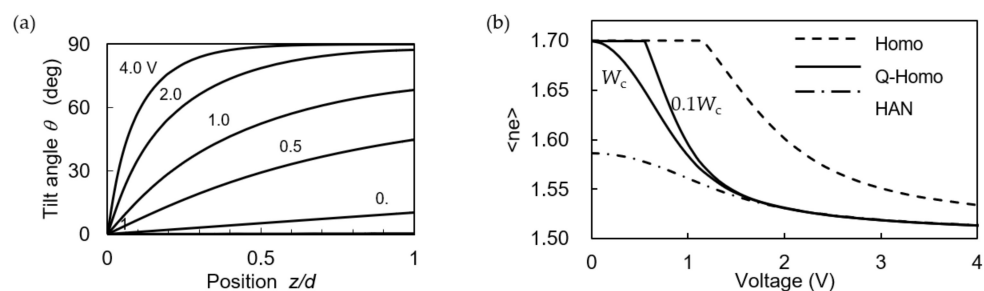 (a)
90
60
30
0
Tilt angle θ (deg)
4.0 V
2.0
1.0
0.5
0.
1
0
0.5
1
Position z/d
(b)
1.70
1.65
1.60
1.55
1.50
<ne>
Wc
0.1Wc
Homo
Q-Homo
HAN
0
1
2
3
4
Voltage (V)